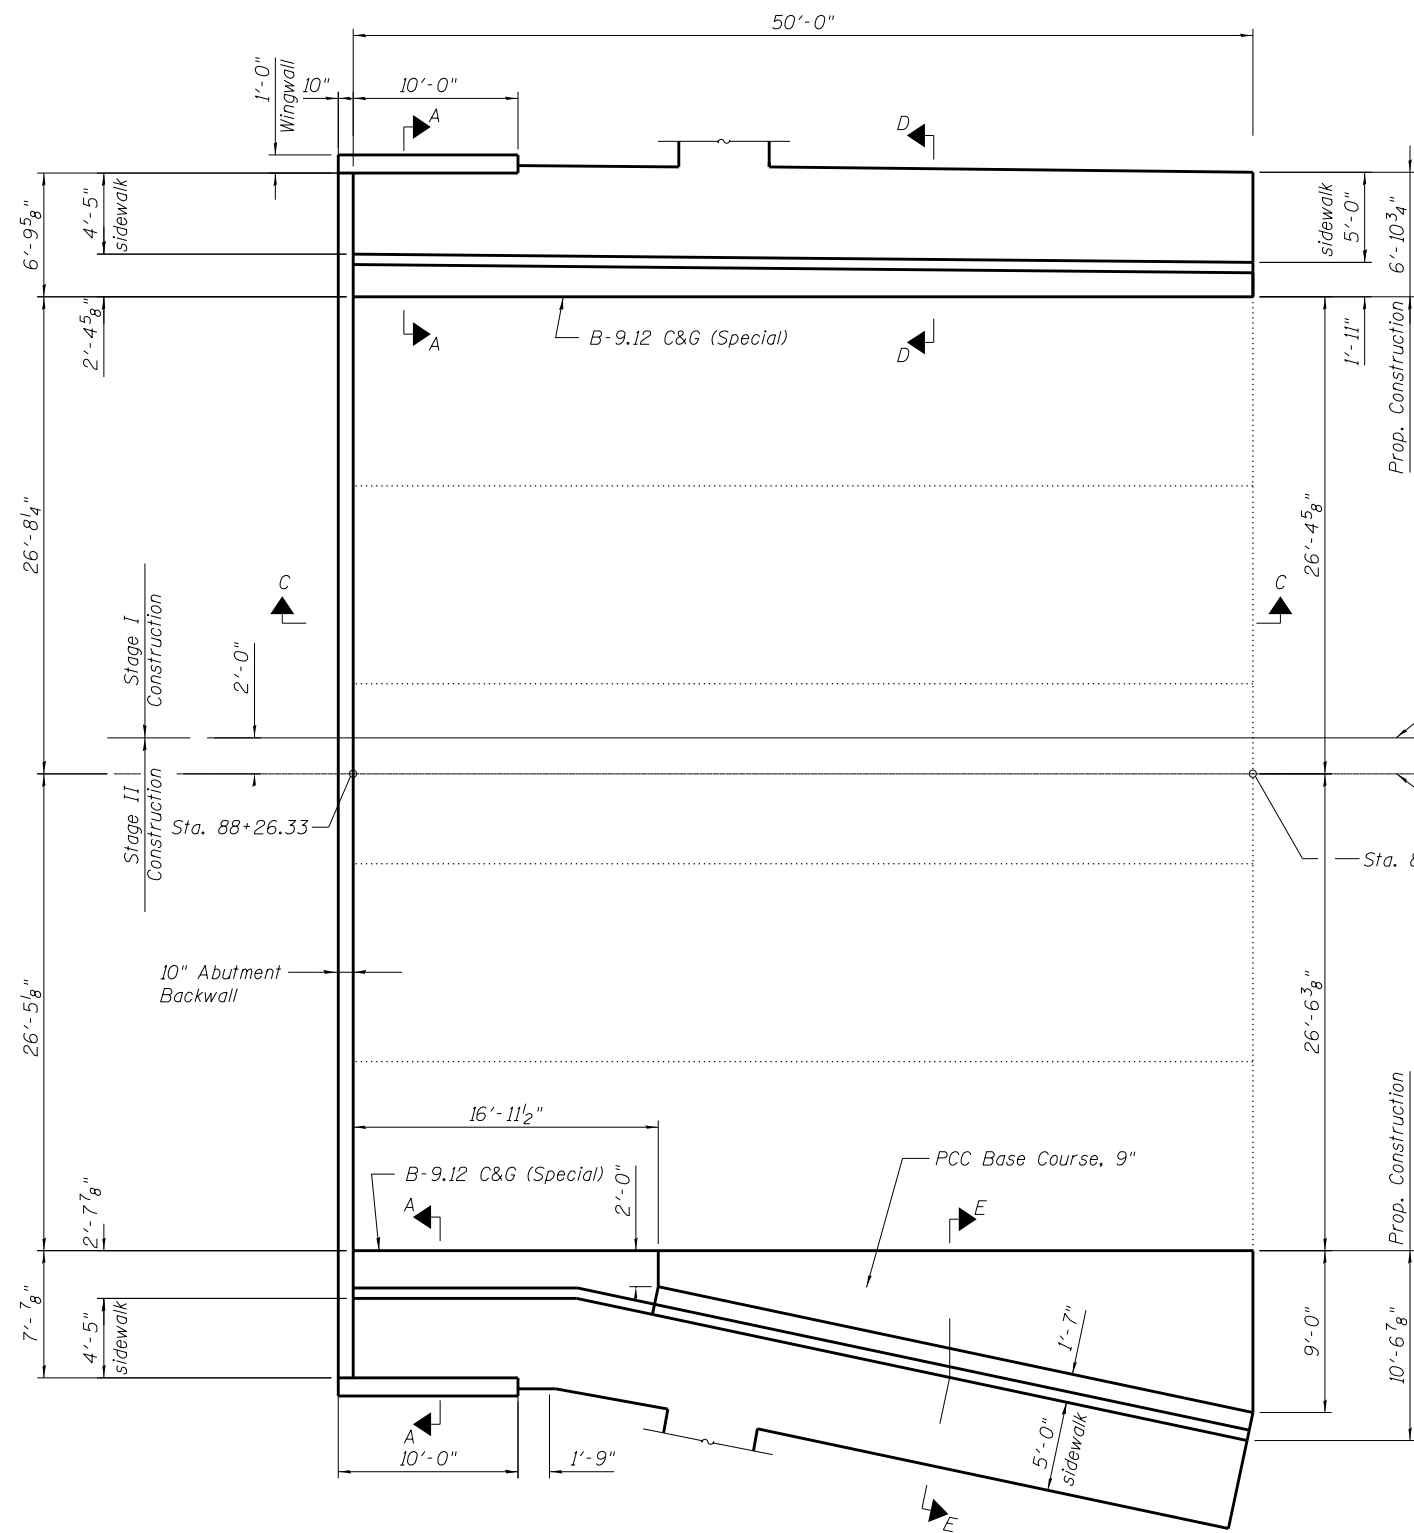 50'-0"
1'-0"
Wingwall
10"
10'-0"
A
D
6'-9 5/8"
4'-5"
sidewalk
sidewalk
5'-0"
6'-10 3/4"
2'-4 5/8"
A
B-9.12 C&G (Special)
D
1'-11"
Prop. Construction
26'-8 1/4"
26'-4 5/8"
C
C
Stage I
Construction
2'-0"
Stage II
Construction
Sta. 88+26.33
Sta. 8
10" Abutment
Backwall
26'-5 1/8"
26'-6 3/8"
16'-11 1/2"
B-9.12 C&G (Special)
2'-0"
PCC Base Course, 9"
Prop. Construction
A
E
2'-7 7/8"
7'-7/8"
4'-5"
sidewalk
1'-7"
9'-0"
10'-6 7/8"
A
10'-0"
1'-9"
5'-0"
sidewalk
E